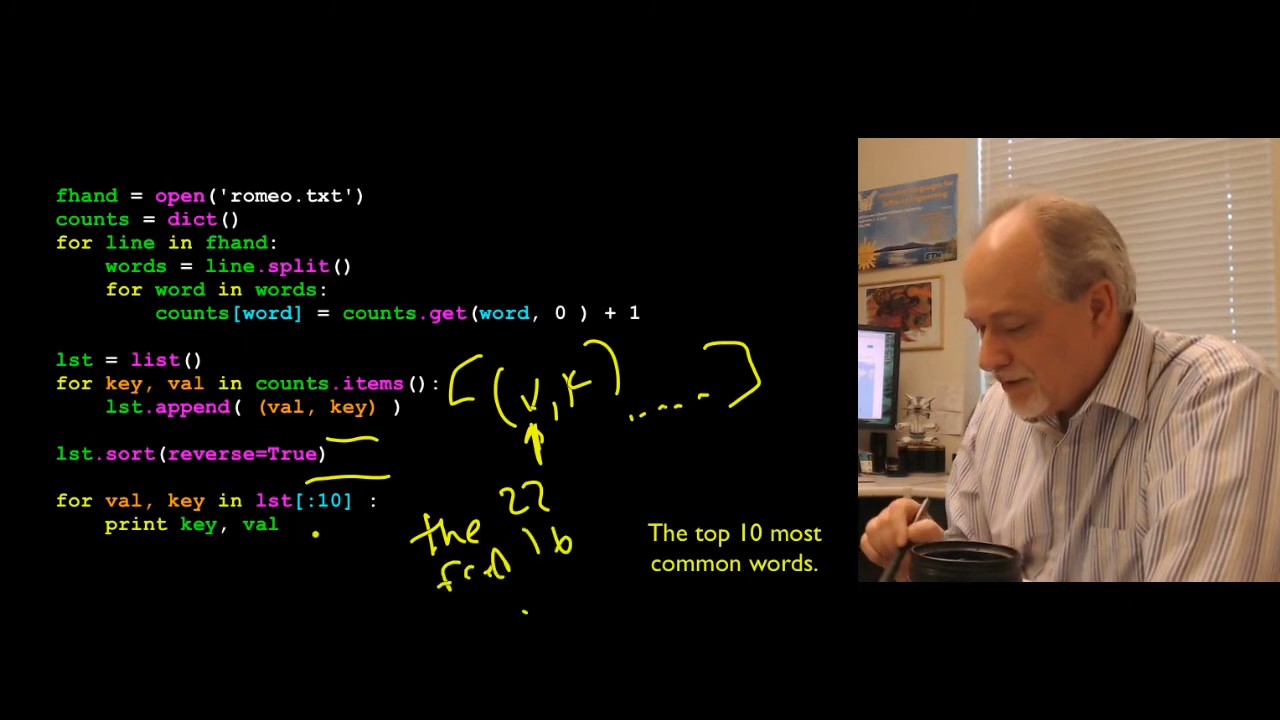 fhand = open('romeo.txt')
counts = dict()
for line in fhand:
    words = line.split()
    for word in words:
        counts[word] = counts.get(word, 0 ) + 1
lst = list()
for key, val in counts.items():
    lst.append( (val, key) )
[(v,k).....]
lst.sort(reverse=True)
for val, key in lst[:10] :
    print key, val
the 22
16
The top 10 most
common words.